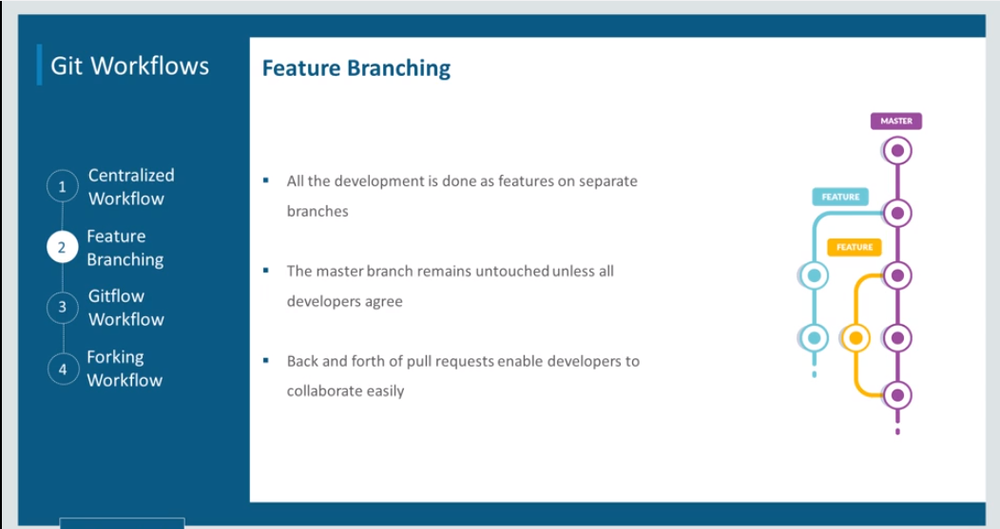 Git Workflows
1
Centralized
Workflow
2
Feature
Branching
3
Gitflow
Workflow
4
Forking
Workflow
Feature Branching
▪ All the development is done as features on separate
branches
▪ The master branch remains untouched unless all
developers agree
▪ Back and forth of pull requests enable developers to
collaborate easily
MASTER
FEATURE
FEATURE